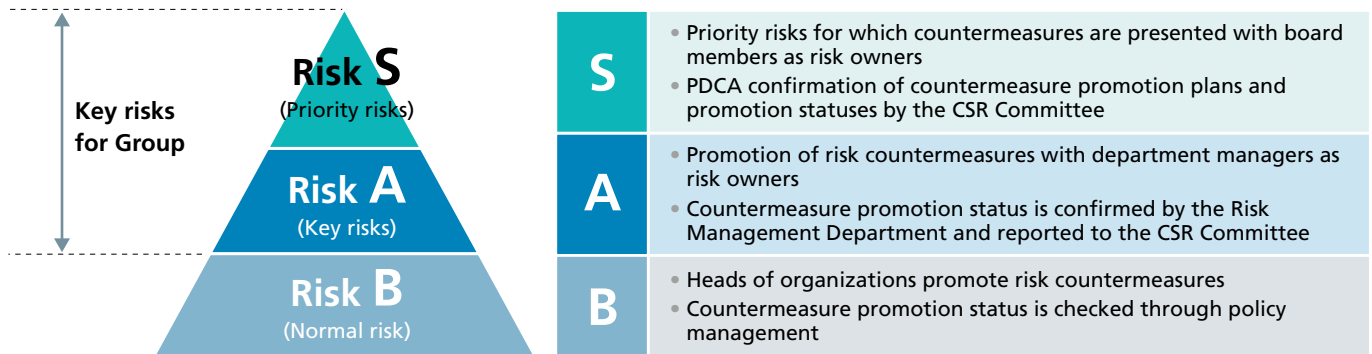 Key risks
for Group
Risk S
(Priority risks)
Risk A
(Key risks)
Risk B
(Normal risk)
S
• Priority risks for which countermeasures are presented with board
members as risk owners
• PDCA confirmation of countermeasure promotion plans and
promotion statuses by the CSR Committee
A
• Promotion of risk countermeasures with department managers as
risk owners
• Countermeasure promotion status is confirmed by the Risk
Management Department and reported to the CSR Committee
B
• Heads of organizations promote risk countermeasures
• Countermeasure promotion status is checked through policy
management